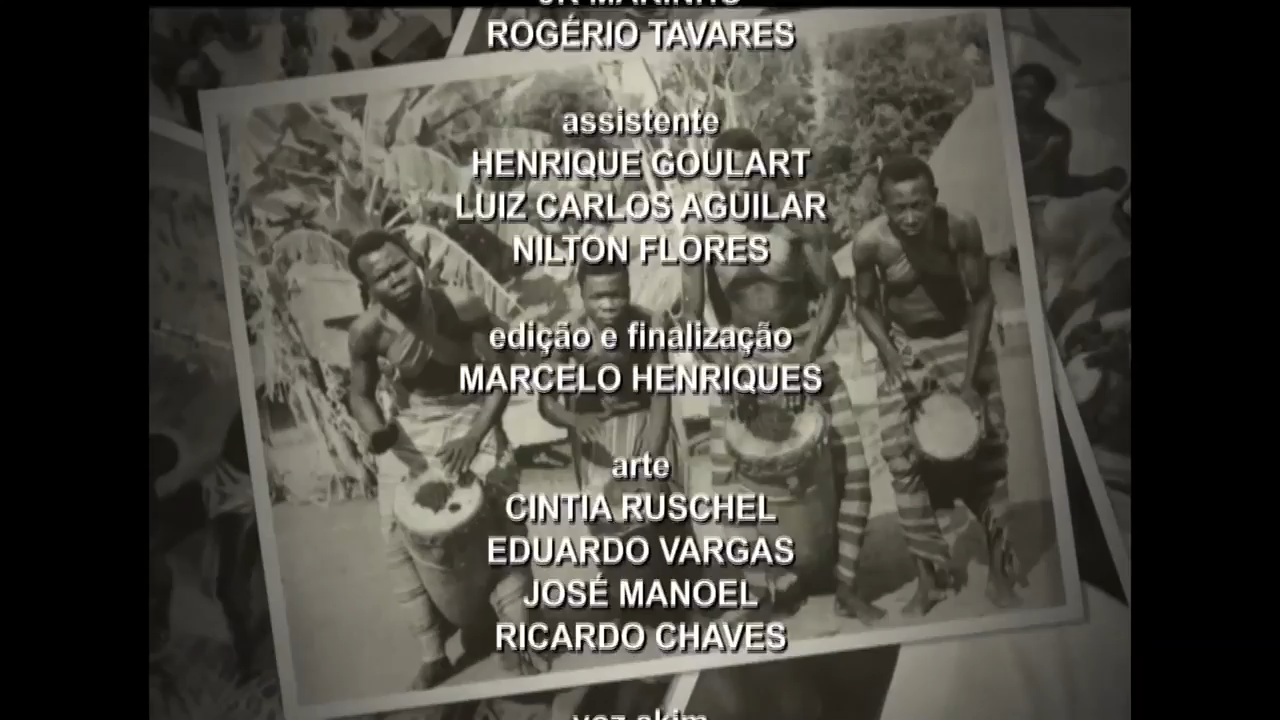 ROGÉRIO TAVARES
assistente
HENRIQUE GOULART
LUIZ CARLOS AGUILAR
NILTON FLORES
edição e finalização
MARCELO HENRIQUES
arte
CINTIA RUSCHEL
EDUARDO VARGAS
JOSÉ MANOEL
RICARDO CHAVES